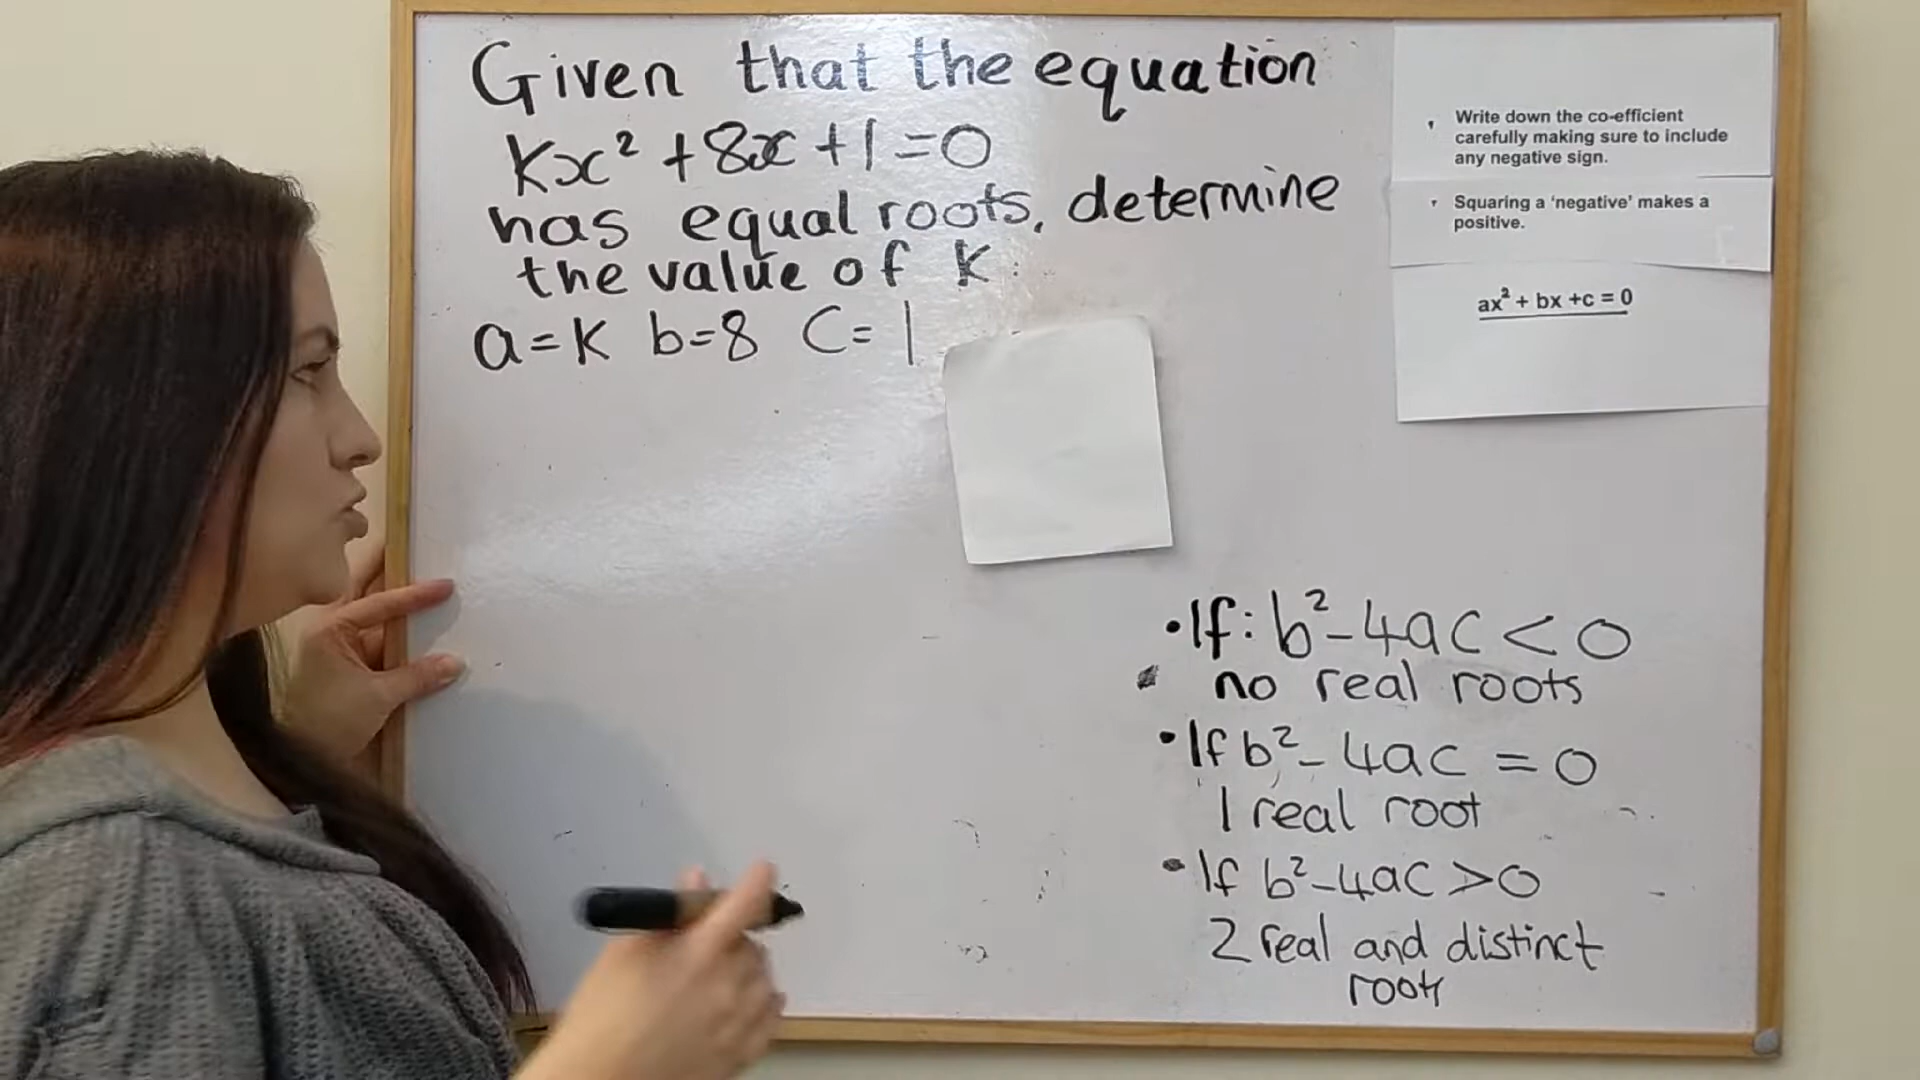 Given that the equation
kx² + 8x + 1 = 0
has equal roots, determine
the value of k:
a = k b = 8 c = 1
Write down the co-efficient
carefully making sure to include
any negative sign.
Squaring a ‘negative’ makes a
positive.
ax² + bx +c = 0
• If: b² - 4ac < 0
no real roots
• If b² - 4ac = 0
1 real root
• If b² - 4ac > 0
2 real and distinct
roots